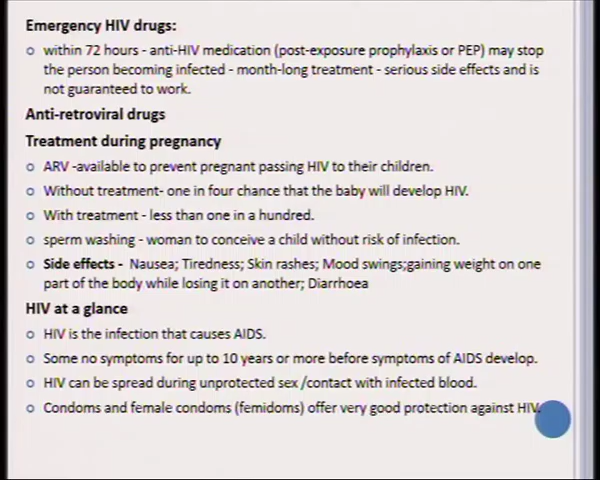 Emergency HIV drugs:
within 72 hours - anti-HIV medication (post-exposure prophylaxis or PEP) may stop
the person becoming infected - month-long treatment - serious side effects and is
not guaranteed to work.
Anti-retroviral drugs
Treatment during pregnancy
ARV -available to prevent pregnant passing HIV to their children.
Without treatment- one in four chance that the baby will develop HIV.
With treatment - less than one in a hundred.
sperm washing - woman to conceive a child without risk of infection.
Side effects - Nausea; Tiredness; Skin rashes; Mood swings;gaining weight on one
part of the body while losing it on another; Diarrhoea
HIV at a glance
HIV is the infection that causes AIDS.
Some no symptoms for up to 10 years or more before symptoms of AIDS develop.
HIV can be spread during unprotected sex /contact with infected blood.
Condoms and female condoms (femidoms) offer very good protection against HIV.